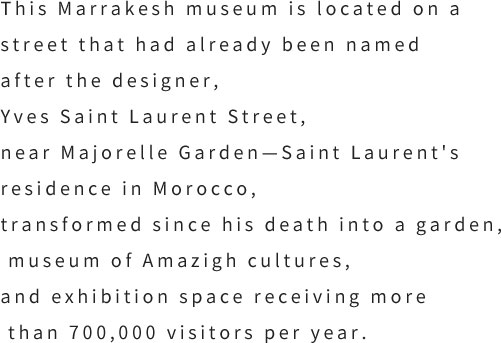 This Marrakesh museum is located on a
street that had already been named
after the designer,
Yves Saint Laurent Street,
near Majorelle Garden—Saint Laurent's
residence in Morocco,
transformed since his death into a garden,
museum of Amazigh cultures,
and exhibition space receiving more
than 700,000 visitors per year.